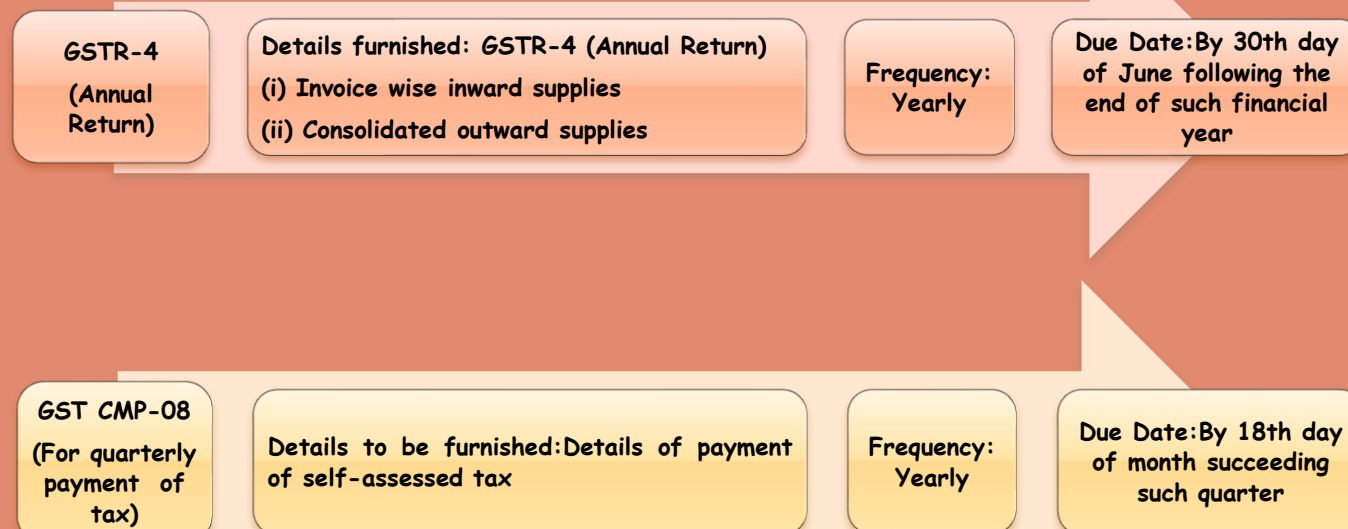 GSTR-4
(Annual
Return)
Details furnished: GSTR-4 (Annual Return)
(i) Invoice wise inward supplies
(ii) Consolidated outward supplies
Frequency:
Yearly
Due Date:By 30th day
of June following the
end of such financial
year
GST CMP-08
(For quarterly
payment of
tax)
Details to be furnished:Details of payment
of self-assessed tax
Frequency:
Yearly
Due Date:By 18th day
of month succeeding
such quarter